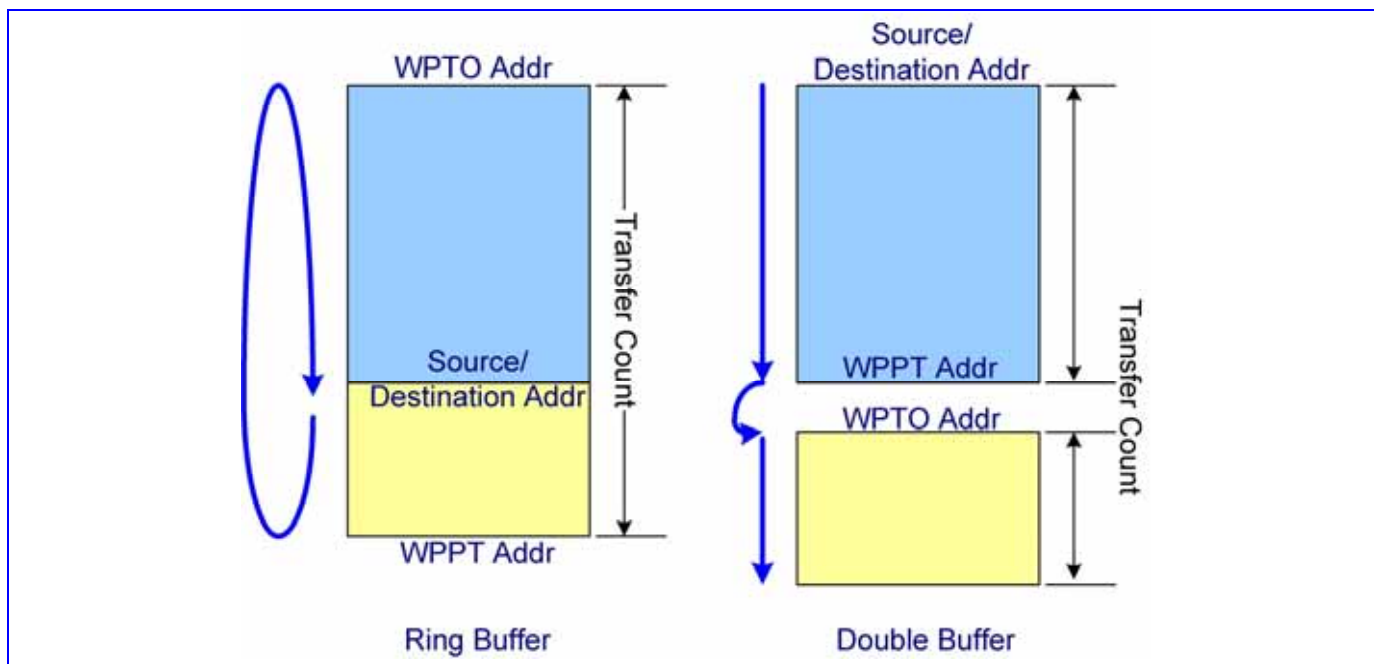 WPTO Addr
Transfer Count
Source/
Destination Addr
WPPT Addr
Ring Buffer
Source/
Destination Addr
WPPT Addr
WPTO Addr
Transfer Count
Double Buffer